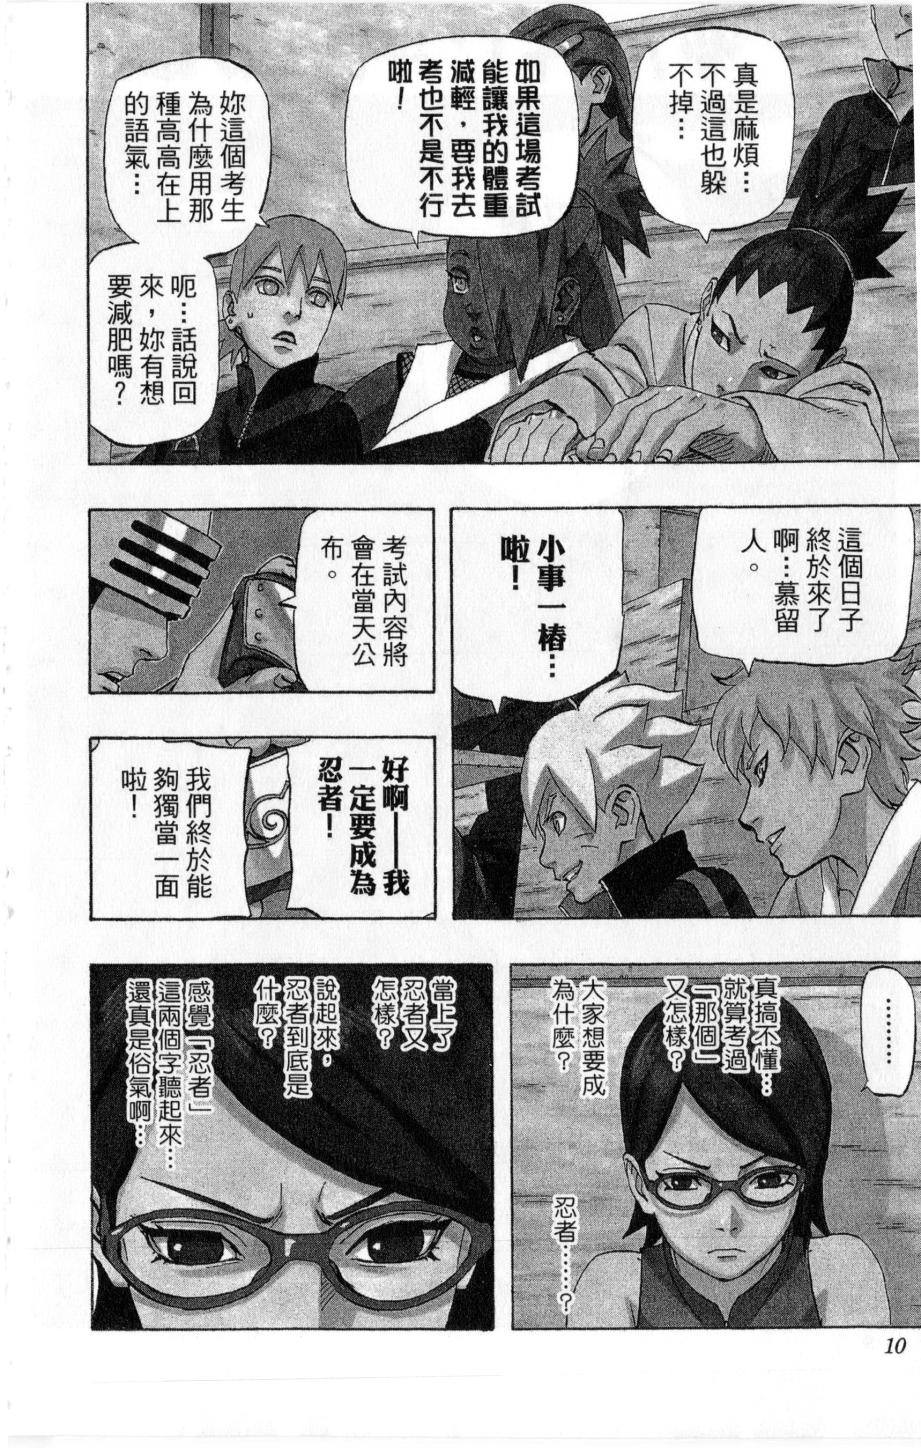 真是麻煩…
不過這也躲
不掉…
如果這場考試
能讓我的體重
減輕，要我去
考也不是不行
啦！
妳這個考生
為什麼用那
種高高在上
的語氣…
呃…話說回
來，妳有想
要減肥嗎？
這個日子
終於來了
啊…慕留
人。
小事一樁…
啦！
考試內容將
會在當天公
布。
好啊——我
一定要成為
忍者！
我們終於能
夠獨當一面
啦！
………
真搞不懂…
就算考過
「那個」
又怎樣？
大家想要成
為什麼？
忍者……？
當上了
忍者又
怎樣？
說起來，
忍者到底是
什麼？
感覺「忍者」
這兩個字聽起來…
還真是俗氣啊…
10